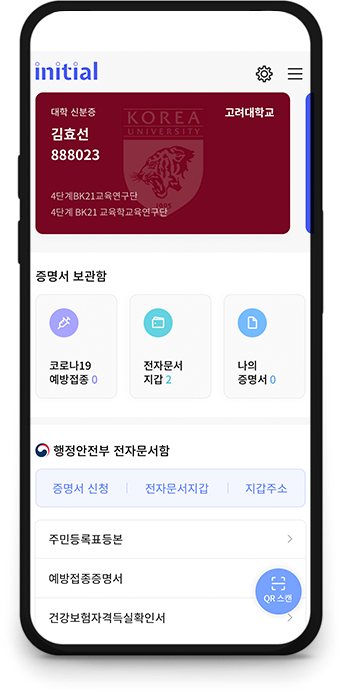 initial
대학 신분증
고려대학교
김효선
888023
KOREA
UNIVERSITY
1905
4단계BK21교육연구단
4단계 BK21 교육학교육연구단
증명서 보관함
코로나19
예방접종 0
전자문서
지갑 2
나의
증명서 0
행정안전부 전자문서함
증명서 신청
전자문서지갑
지갑주소
주민등록표등본
예방접종증명서
QR 스캔
건강보험자격득실확인서